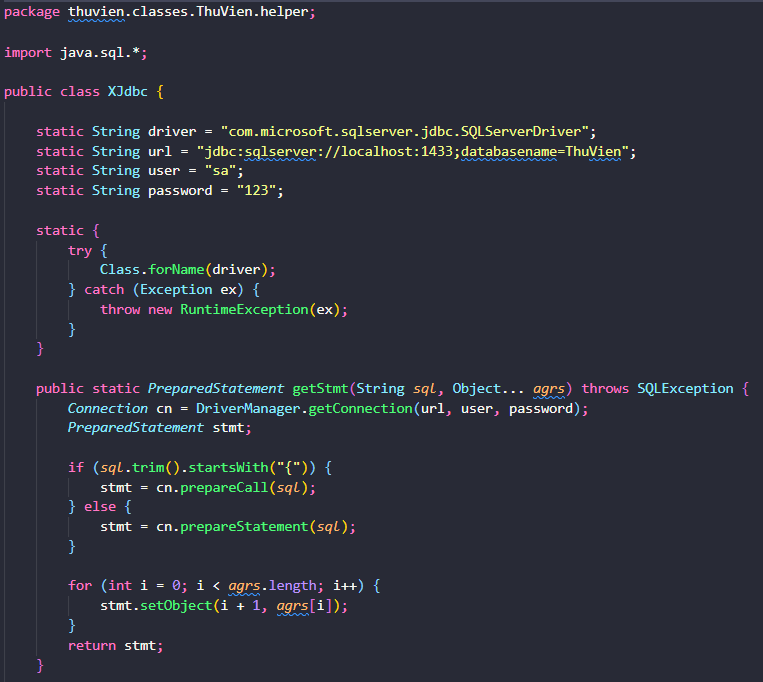 package thuvien.classes.ThuVien.helper;
import java.sql.*;
public class XJdbc {
static String driver = "com.microsoft.sqlserver.jdbc.SQLServerDriver";
static String url = "jdbc:sqlserver://localhost:1433;databasename=ThuVien";
static String user = "sa";
static String password = "123";
static {
try {
Class.forName(driver);
} catch (Exception ex) {
throw new RuntimeException(ex);
}
}
public static PreparedStatement getStmt(String sql, Object... agrs) throws SQLException {
Connection cn = DriverManager.getConnection(url, user, password);
PreparedStatement stmt;
if (sql.trim().startsWith("{")) {
stmt = cn.prepareCall(sql);
} else {
stmt = cn.prepareStatement(sql);
}
for (int i = 0; i < agrs.length; i++) {
stmt.setObject(i + 1, agrs[i]);
}
return stmt;
}